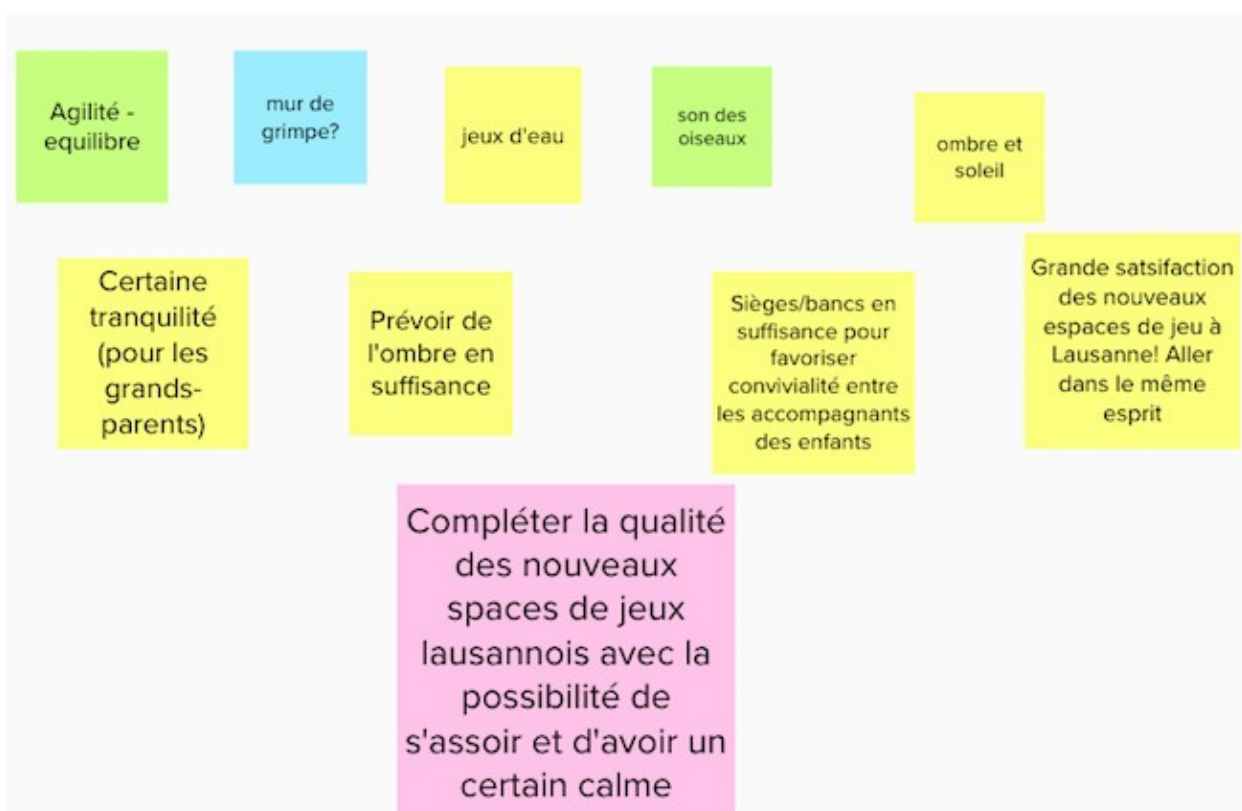 Agilité -
equilibre
mur de
grimpe?
jeux d'eau
son des
oiseaux
ombre et
soleil
Certaine
tranquilité
(pour les
grands-
parents)
Prévoir de
l'ombre en
suffisance
Sièges/bancs en
suffisance pour
favoriser
convivialité entre
les accompagnants
des enfants
Grande satsifaction
des nouveaux
espaces de jeu à
Lausanne! Aller
dans le même
esprit
Compléter la qualité
des nouveaux
spaces de jeux
lausannois avec la
possibilité de
s'assoir et d'avoir un
certain calme